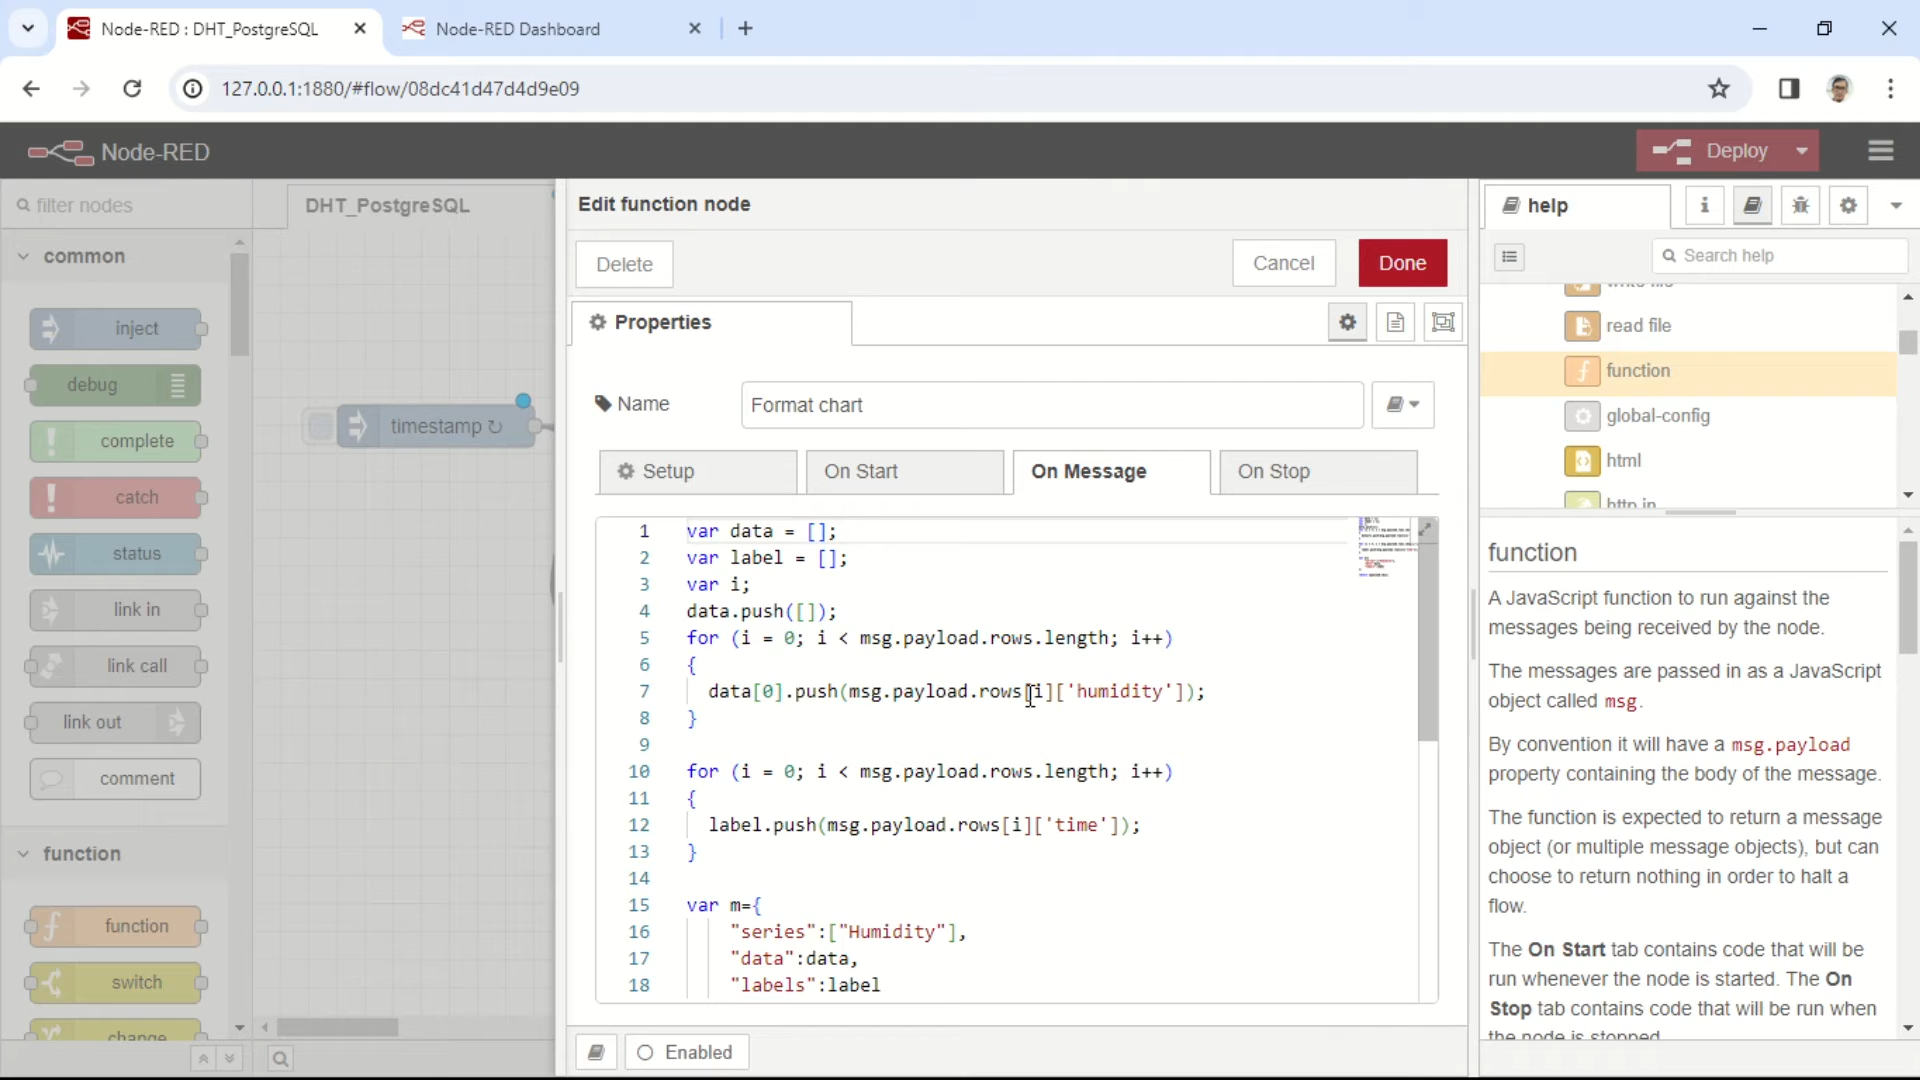 Node-RED : DHT_PostgreSQL
Node-RED Dashboard
127.0.0.1:1880/#flow/08dc41d47d4d9e09
Node-RED
Deploy
filter nodes
common
inject
debug
complete
catch
status
link in
link call
link out
comment
function
function
switch
change
DHT_PostgreSQL
timestamp ↻
Edit function node
Delete
Cancel
Done
Properties
Name
Format chart
Setup
On Start
On Message
On Stop
1 var data = [];
2 var label = [];
3 var i;
4 data.push([]);
5 for (i = 0; i < msg.payload.rows.length; i++)
6 {
7 data[0].push(msg.payload.rows[i]['humidity']);
8 }
9
10 for (i = 0; i < msg.payload.rows.length; i++)
11 {
12 label.push(msg.payload.rows[i]['time']);
13 }
14
15 var m={
16 "series":["Humidity"],
17 "data":data,
18 "labels":label
Enabled
help
Search help
write file
read file
function
global-config
html
http in
function
A JavaScript function to run against the
messages being received by the node.
The messages are passed in as a JavaScript
object called msg.
By convention it will have a msg.payload
property containing the body of the message.
The function is expected to return a message
object (or multiple message objects), but can
choose to return nothing in order to halt a
flow.
The On Start tab contains code that will be
run whenever the node is started. The On
Stop tab contains code that will be run when
the node is stopped